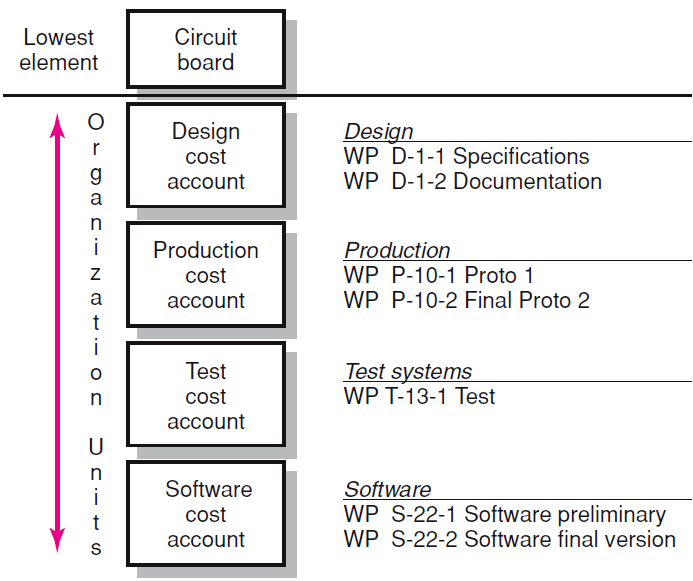 Lowest
element
Circuit
board
Organization Units
Design
cost
account
Design
WP D-1-1 Specifications
WP D-1-2 Documentation
Production
cost
account
Production
WP P-10-1 Proto 1
WP P-10-2 Final Proto 2
Test
cost
account
Test systems
WP T-13-1 Test
Software
cost
account
Software
WP S-22-1 Software preliminary
WP S-22-2 Software final version